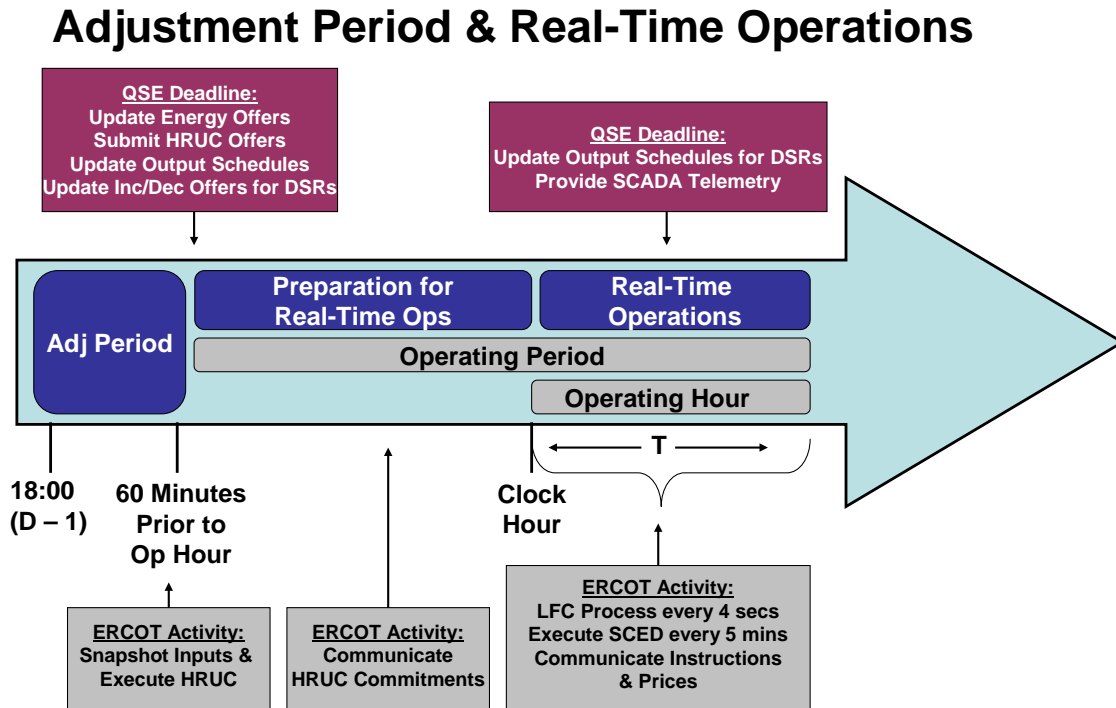 Adjustment Period & Real-Time Operations
QSE Deadline:
Update Energy Offers
Submit HRUC Offers
Update Output Schedules
Update Inc/Dec Offers for DSRs
QSE Deadline:
Update Output Schedules for DSRs
Provide SCADA Telemetry
Adj Period
Preparation for
Real-Time Ops
Real-Time
Operations
Operating Period
Operating Hour
T
18:00
(D – 1)
60 Minutes
Prior to
Op Hour
Clock
Hour
ERCOT Activity:
Snapshot Inputs &
Execute HRUC
ERCOT Activity:
Communicate
HRUC Commitments
ERCOT Activity:
LFC Process every 4 secs
Execute SCED every 5 mins
Communicate Instructions
& Prices